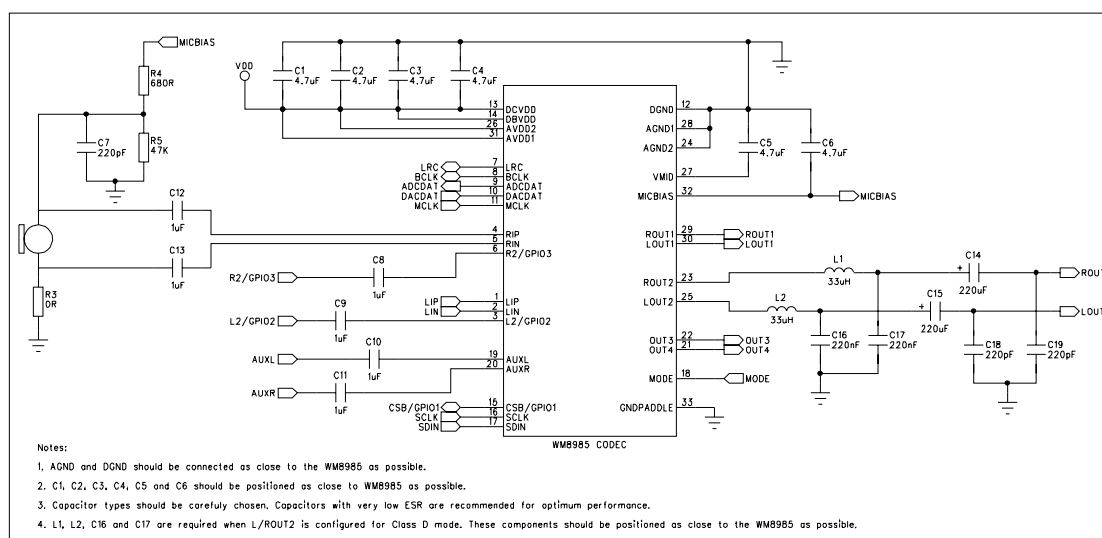 MICBIAS
R4
680R
C7
220pF
R5
47K
VDD
C1
4.7uF
C2
4.7uF
C3
4.7uF
C4
4.7uF
13 DCVDD
14 DBVDD
26 AVDD2
31 AVDD1
LRC 7 LRC
BCLK 8 BCLK
ADCDAT 9 ADCDAT
DACDAT 10 DACDAT
MCLK 11 MCLK
C12
1uF
C13
1uF
R3
0R
4 RIP
5 RIN
6 R2/GPIO3
R2/GPIO3
C8
1uF
LIP 1 LIP
LIN 2 LIN
3 L2/GPIO2
L2/GPIO2
C9
1uF
AUXL
C10
1uF
19 AUXL
20 AUXR
AUXR
C11
1uF
CSB/GPIO1 15 CSB/GPIO1
SCLK 16 SCLK
SDIN 17 SDIN
DGND 12
AGND1 28
AGND2 24
VMID 27
MICBIAS 32
MICBIAS
C5
4.7uF
C6
4.7uF
ROUT1 29 ROUT1
LOUT1 30 LOUT1
ROUT2 23
LOUT2 25
L1
33uH
L2
33uH
+ C14
220uF
+ C15
220uF
ROUT
LOUT
C16
220nF
C17
220nF
C18
220pF
C19
220pF
OUT3 22 OUT3
OUT4 21 OUT4
MODE 18 MODE
GNDPADDLE 33
WM8985 CODEC
Notes:
1, AGND and DGND should be connected as close to the WM8985 as possible.
2. C1, C2, C3, C4, C5 and C6 should be positioned as close to WM8985 as possible.
3. Capacitor types should be carefuly chosen. Capacitors with very low ESR are recommended for optimum performance.
4. L1, L2, C16 and C17 are required when L/ROUT2 is configured for Class D mode. These components should be positioned as close to the WM8985 as possible.